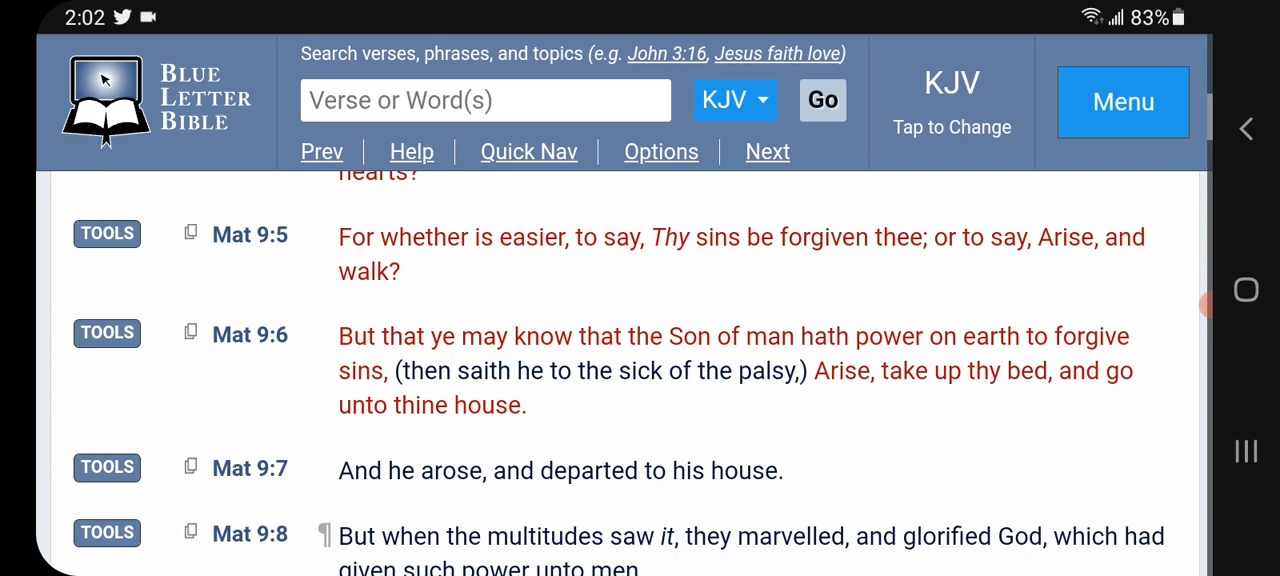 2:02 83%
Search verses, phrases, and topics (e.g. John 3:16, Jesus faith love)
BLUE
LETTER
BIBLE
Verse or Word(s) KJV Go
KJV
Tap to Change
Menu
Prev Help Quick Nav Options Next
hearts?
TOOLS Mat 9:5 For whether is easier, to say, Thy sins be forgiven thee; or to say, Arise, and
walk?
TOOLS Mat 9:6 But that ye may know that the Son of man hath power on earth to forgive
sins, (then saith he to the sick of the palsy,) Arise, take up thy bed, and go
unto thine house.
TOOLS Mat 9:7 And he arose, and departed to his house.
TOOLS Mat 9:8 ¶ But when the multitudes saw it, they marvelled, and glorified God, which had
given such power unto men.